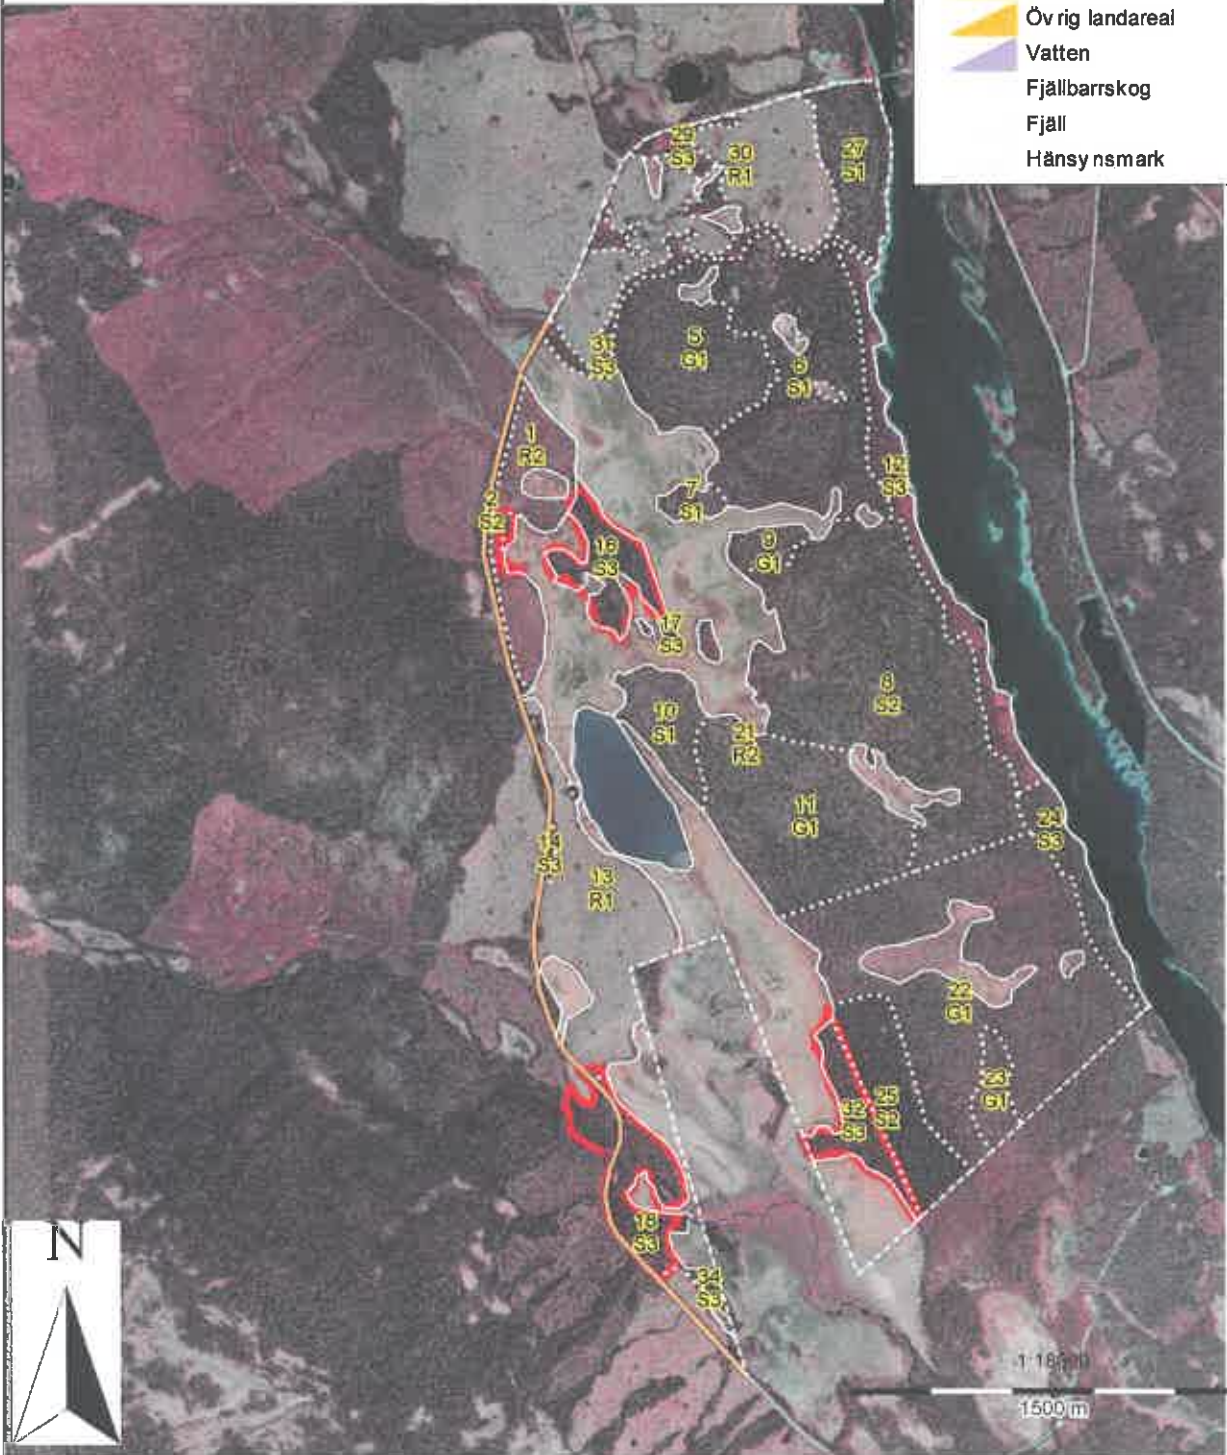 Övrig landareal
Vatten
Fjällbarrskog
Fjäll
Hänsynsmark
29
S3
30
R1
27
S1
5
G1
31
S3
6
S1
1
R2
12
S3
2
S2
7
S1
9
G1
16
S3
17
S3
8
S2
10
S1
21
R2
11
G1
24
S3
S3
13
R1
22
G1
23
G1
25
S2
32
S3
18
S3
34
S3
N
1500 m